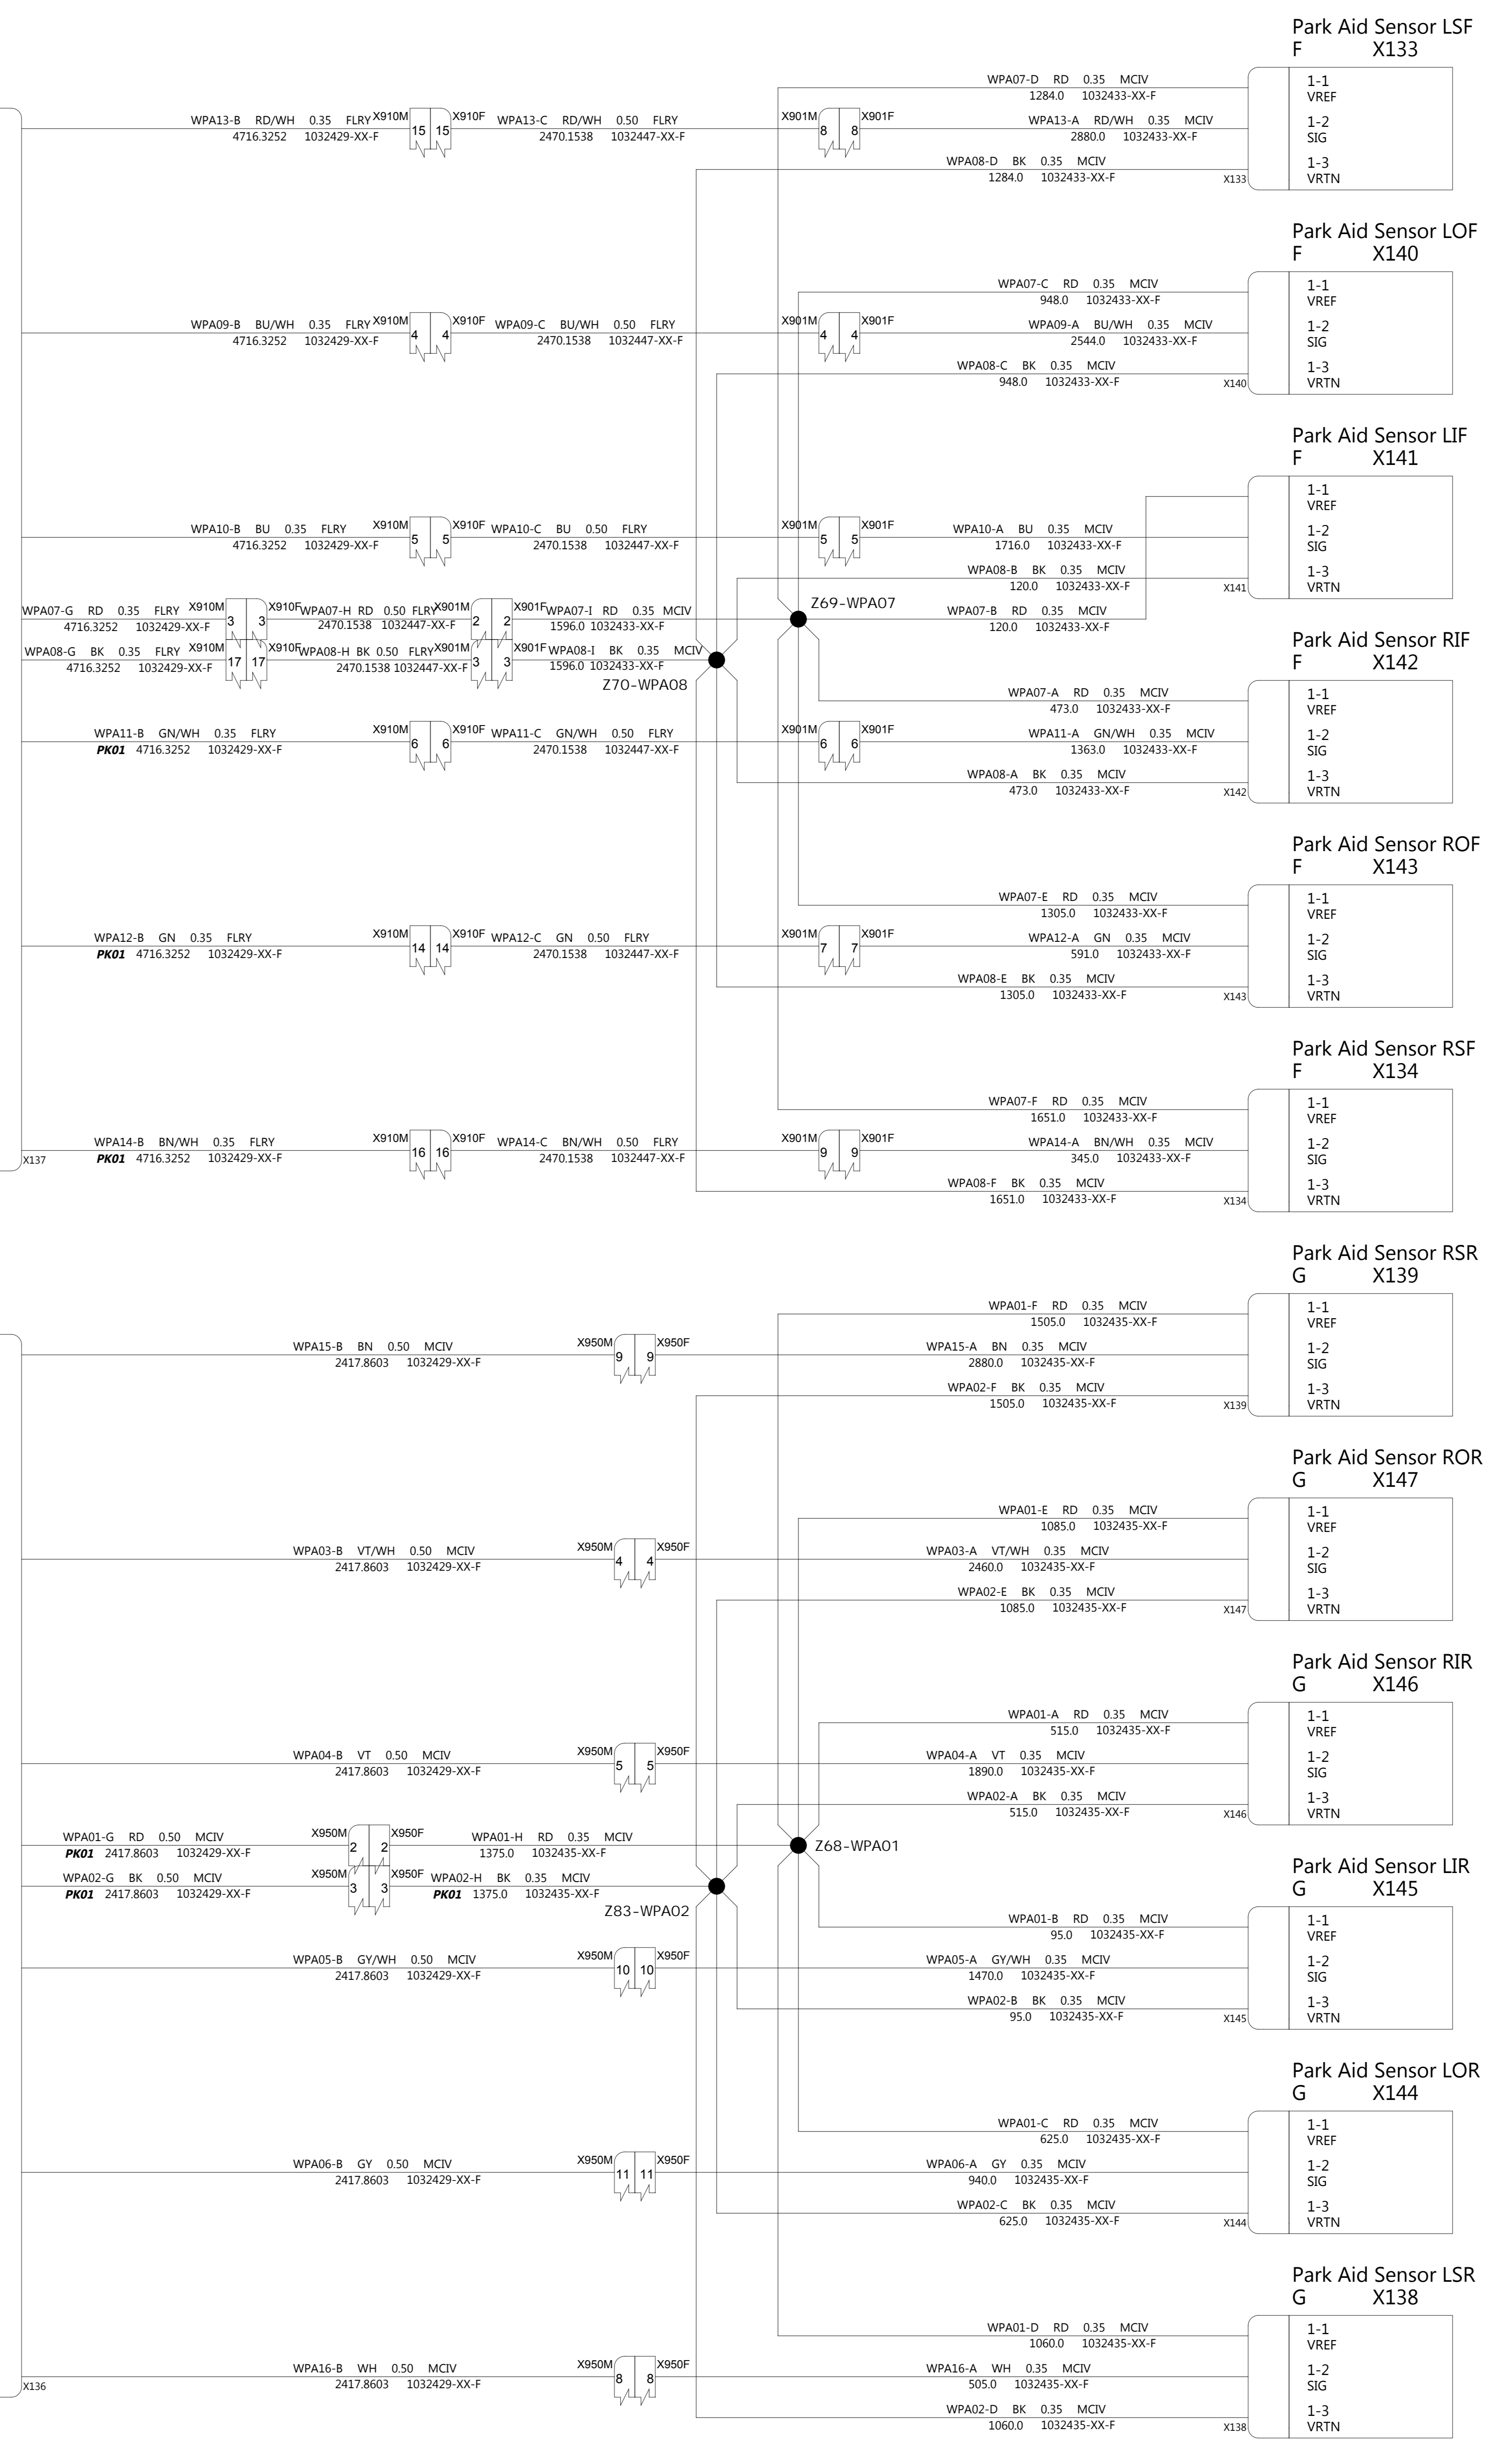 Park Aid Sensor LSF
F X133
WPA07-D RD 0.35 MCIV
1284.0 1032433-XX-F
1-1
VREF
WPA13-B RD/WH 0.35 FLRY X910M 15 15 X910F WPA13-C RD/WH 0.50 FLRY X901M 8 8 X901F WPA13-A RD/WH 0.35 MCIV
4716.3252 1032429-XX-F 2470.1538 1032447-XX-F 2880.0 1032433-XX-F
1-2
SIG
WPA08-D BK 0.35 MCIV
1284.0 1032433-XX-F X133
1-3
VRTN
Park Aid Sensor LOF
F X140
WPA07-C RD 0.35 MCIV
948.0 1032433-XX-F
1-1
VREF
WPA09-B BU/WH 0.35 FLRY X910M 4 4 X910F WPA09-C BU/WH 0.50 FLRY X901M 4 4 X901F WPA09-A BU/WH 0.35 MCIV
4716.3252 1032429-XX-F 2470.1538 1032447-XX-F 2544.0 1032433-XX-F
1-2
SIG
WPA08-C BK 0.35 MCIV
948.0 1032433-XX-F X140
1-3
VRTN
Park Aid Sensor LIF
F X141
1-1
VREF
WPA10-B BU 0.35 FLRY X910M 5 5 X910F WPA10-C BU 0.50 FLRY X901M 5 5 X901F WPA10-A BU 0.35 MCIV
4716.3252 1032429-XX-F 2470.1538 1032447-XX-F 1716.0 1032433-XX-F
1-2
SIG
WPA08-B BK 0.35 MCIV
120.0 1032433-XX-F X141
1-3
VRTN
Z69-WPA07
WPA07-G RD 0.35 FLRY X910M 3 3 X910F WPA07-H RD 0.50 FLRY X901M 2 2 X901F WPA07-I RD 0.35 MCIV WPA07-B RD 0.35 MCIV
4716.3252 1032429-XX-F 2470.1538 1032447-XX-F 1596.0 1032433-XX-F 120.0 1032433-XX-F
WPA08-G BK 0.35 FLRY X910M 17 17 X910F WPA08-H BK 0.50 FLRY X901M 3 3 X901F WPA08-I BK 0.35 MCIV
4716.3252 1032429-XX-F 2470.1538 1032447-XX-F 1596.0 1032433-XX-F
Z70-WPA08
Park Aid Sensor RIF
F X142
WPA07-A RD 0.35 MCIV
473.0 1032433-XX-F
1-1
VREF
WPA11-B GN/WH 0.35 FLRY X910M 6 6 X910F WPA11-C GN/WH 0.50 FLRY X901M 6 6 X901F WPA11-A GN/WH 0.35 MCIV
PK01 4716.3252 1032429-XX-F 2470.1538 1032447-XX-F 1363.0 1032433-XX-F
1-2
SIG
WPA08-A BK 0.35 MCIV
473.0 1032433-XX-F X142
1-3
VRTN
Park Aid Sensor ROF
F X143
WPA07-E RD 0.35 MCIV
1305.0 1032433-XX-F
1-1
VREF
WPA12-B GN 0.35 FLRY X910M 14 14 X910F WPA12-C GN 0.50 FLRY X901M 7 7 X901F WPA12-A GN 0.35 MCIV
PK01 4716.3252 1032429-XX-F 2470.1538 1032447-XX-F 591.0 1032433-XX-F
1-2
SIG
WPA08-E BK 0.35 MCIV
1305.0 1032433-XX-F X143
1-3
VRTN
Park Aid Sensor RSF
F X134
WPA07-F RD 0.35 MCIV
1651.0 1032433-XX-F
1-1
VREF
WPA14-B BN/WH 0.35 FLRY X910M 16 16 X910F WPA14-C BN/WH 0.50 FLRY X901M 9 9 X901F WPA14-A BN/WH 0.35 MCIV
X137 PK01 4716.3252 1032429-XX-F 2470.1538 1032447-XX-F 345.0 1032433-XX-F
1-2
SIG
WPA08-F BK 0.35 MCIV
1651.0 1032433-XX-F X134
1-3
VRTN
Park Aid Sensor RSR
G X139
WPA01-F RD 0.35 MCIV
1505.0 1032435-XX-F
1-1
VREF
WPA15-B BN 0.50 MCIV X950M 9 9 X950F WPA15-A BN 0.35 MCIV
2417.8603 1032429-XX-F 2880.0 1032435-XX-F
1-2
SIG
WPA02-F BK 0.35 MCIV
1505.0 1032435-XX-F X139
1-3
VRTN
Park Aid Sensor ROR
G X147
WPA01-E RD 0.35 MCIV
1085.0 1032435-XX-F
1-1
VREF
WPA03-B VT/WH 0.50 MCIV X950M 4 4 X950F WPA03-A VT/WH 0.35 MCIV
2417.8603 1032429-XX-F 2460.0 1032435-XX-F
1-2
SIG
WPA02-E BK 0.35 MCIV
1085.0 1032435-XX-F X147
1-3
VRTN
Park Aid Sensor RIR
G X146
WPA01-A RD 0.35 MCIV
515.0 1032435-XX-F
1-1
VREF
WPA04-B VT 0.50 MCIV X950M 5 5 X950F WPA04-A VT 0.35 MCIV
2417.8603 1032429-XX-F 1890.0 1032435-XX-F
1-2
SIG
WPA02-A BK 0.35 MCIV
515.0 1032435-XX-F X146
1-3
VRTN
WPA01-G RD 0.50 MCIV X950M 2 2 X950F WPA01-H RD 0.35 MCIV Z68-WPA01
PK01 2417.8603 1032429-XX-F 1375.0 1032435-XX-F
WPA02-G BK 0.50 MCIV X950M 3 3 X950F WPA02-H BK 0.35 MCIV
PK01 2417.8603 1032429-XX-F PK01 1375.0 1032435-XX-F
Z83-WPA02
Park Aid Sensor LIR
G X145
WPA01-B RD 0.35 MCIV
95.0 1032435-XX-F
1-1
VREF
WPA05-B GY/WH 0.50 MCIV X950M 10 10 X950F WPA05-A GY/WH 0.35 MCIV
2417.8603 1032429-XX-F 1470.0 1032435-XX-F
1-2
SIG
WPA02-B BK 0.35 MCIV
95.0 1032435-XX-F X145
1-3
VRTN
Park Aid Sensor LOR
G X144
WPA01-C RD 0.35 MCIV
625.0 1032435-XX-F
1-1
VREF
WPA06-B GY 0.50 MCIV X950M 11 11 X950F WPA06-A GY 0.35 MCIV
2417.8603 1032429-XX-F 940.0 1032435-XX-F
1-2
SIG
WPA02-C BK 0.35 MCIV
625.0 1032435-XX-F X144
1-3
VRTN
Park Aid Sensor LSR
G X138
WPA01-D RD 0.35 MCIV
1060.0 1032435-XX-F
1-1
VREF
WPA16-B WH 0.50 MCIV X950M 8 8 X950F WPA16-A WH 0.35 MCIV
X136 2417.8603 1032429-XX-F 505.0 1032435-XX-F
1-2
SIG
WPA02-D BK 0.35 MCIV
1060.0 1032435-XX-F X138
1-3
VRTN